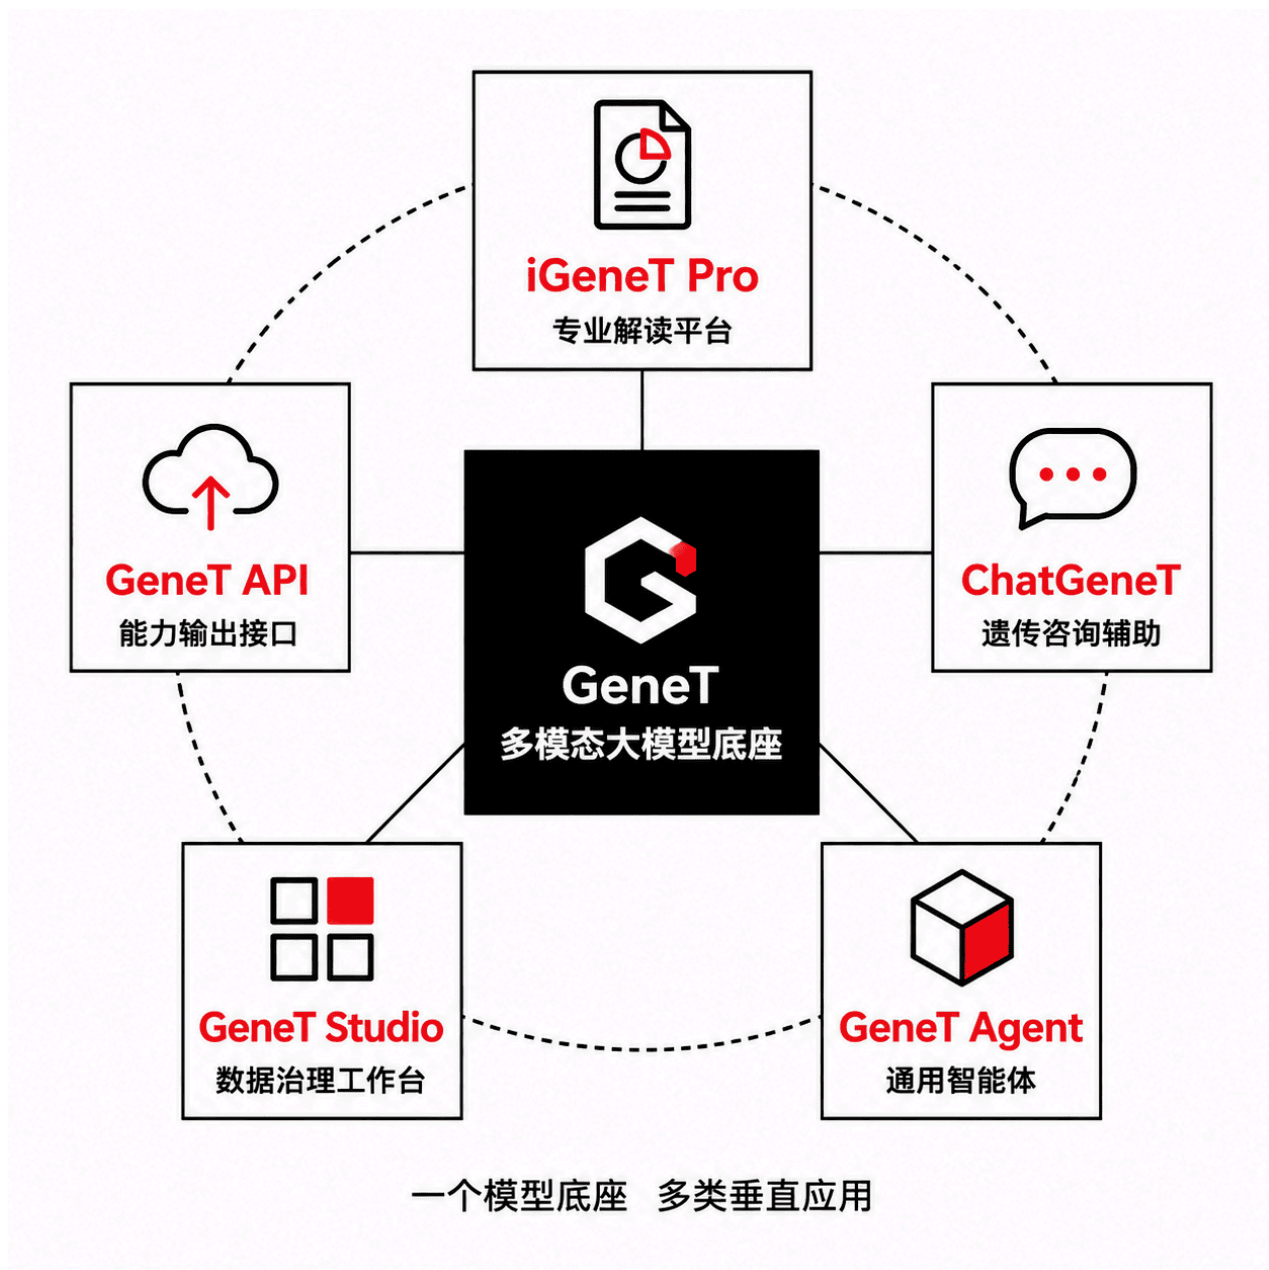 iGeneT Pro
专业解读平台
GeneT API
能力输出接口
ChatGeneT
遗传咨询辅助
GeneT
多模态大模型底座
GeneT Studio
数据治理工作台
GeneT Agent
通用智能体
一个模型底座 多类垂直应用